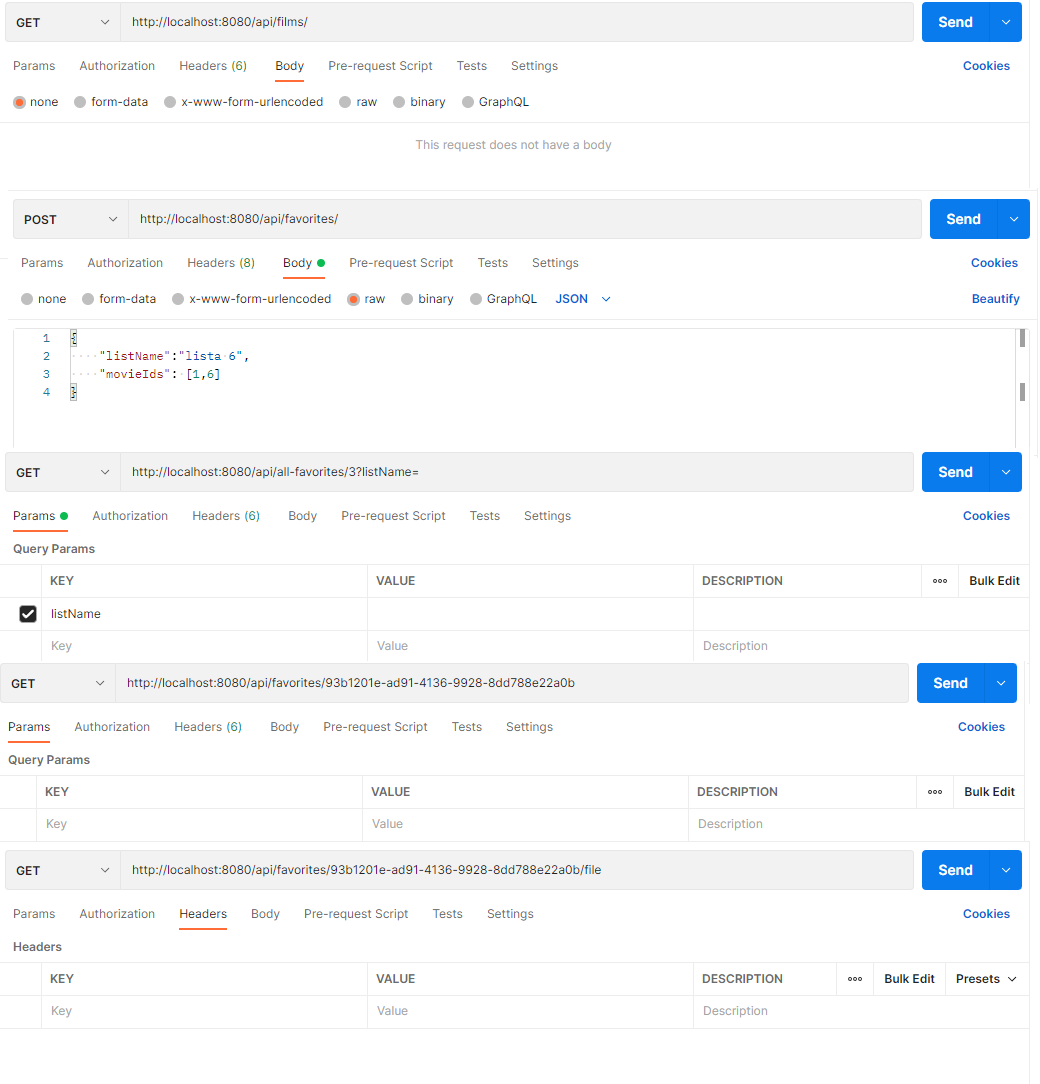 GET http://localhost:8080/api/films/ Send
Params Authorization Headers (6) Body Pre-request Script Tests Settings Cookies
none form-data x-www-form-urlencoded raw binary GraphQL
This request does not have a body
POST http://localhost:8080/api/favorites/ Send
Params Authorization Headers (8) Body Pre-request Script Tests Settings Cookies
none form-data x-www-form-urlencoded raw binary GraphQL JSON Beautify
1 {
2 "listName":"lista 6",
3 "movieIds": [1,6]
4 }
GET http://localhost:8080/api/all-favorites/3?listName= Send
Params Authorization Headers (6) Body Pre-request Script Tests Settings Cookies
Query Params
KEY VALUE DESCRIPTION ooo Bulk Edit
listName
Key Value Description
GET http://localhost:8080/api/favorites/93b1201e-ad91-4136-9928-8dd788e22a0b Send
Params Authorization Headers (6) Body Pre-request Script Tests Settings Cookies
Query Params
KEY VALUE DESCRIPTION ooo Bulk Edit
Key Value Description
GET http://localhost:8080/api/favorites/93b1201e-ad91-4136-9928-8dd788e22a0b/file Send
Params Authorization Headers Body Pre-request Script Tests Settings Cookies
Headers
KEY VALUE DESCRIPTION ooo Bulk Edit Presets
Key Value Description